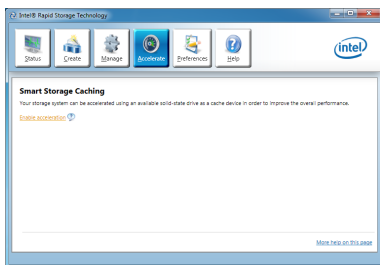 Intel® Rapid Storage Technology
Status
Create
Manage
Accelerate
Preferences
Help
intel
Smart Storage Caching
Your storage system can be accelerated using an available solid-state drive as a cache device in order to improve the overall performance.
Enable acceleration ?
More help on this page